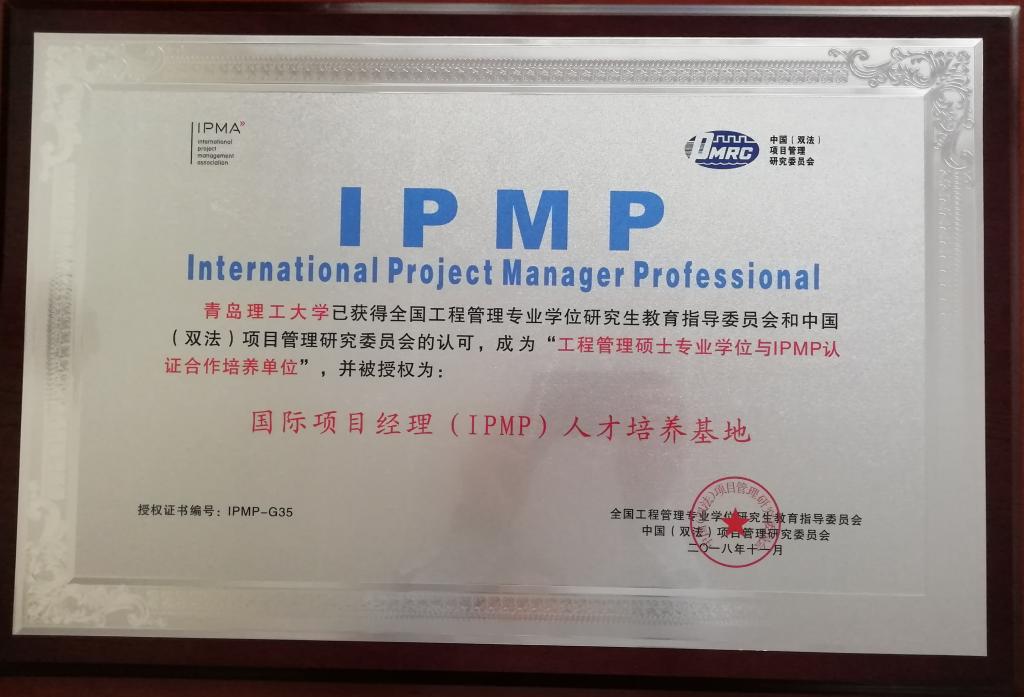 IPMA»
international
project
management
association
PMRC
中国（双法）
项目管理
研究委员会
IPMP
International Project Manager Professional
青岛理工大学已获得全国工程管理专业学位研究生教育指导委员会和中国
（双法）项目管理研究委员会的认可，成为“工程管理硕士专业学位与IPMP认
证合作培养单位”，并被授权为：
国际项目经理（IPMP）人才培养基地
授权证书编号：IPMP-G35
全国工程管理专业学位研究生教育指导委员会
中国（双法）项目管理研究委员会
二〇一八年十一月